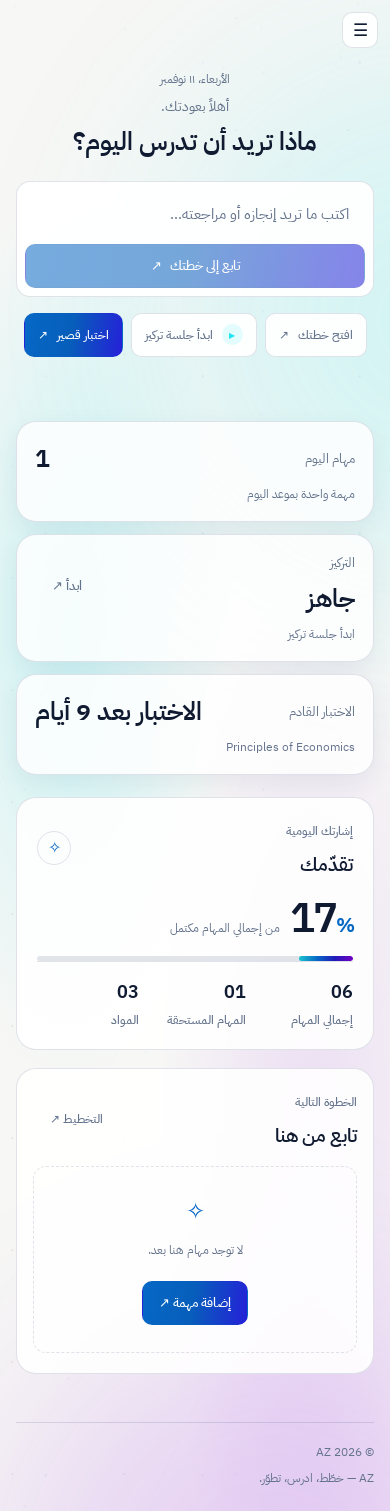 الأربعاء، ١١ نوفمبر
أهلاً بعودتك.
ماذا تريد أن تدرس اليوم؟
اكتب ما تريد إنجازه أو مراجعته...
تابع إلى خطتك ↗
افتح خطتك ↗
ابدأ جلسة تركيز
اختبار قصير ↗
مهام اليوم
1
مهمة واحدة بموعد اليوم
التركيز
جاهز
ابدأ جلسة تركيز
ابدأ ↗
الاختبار القادم
الاختبار بعد 9 أيام
Principles of Economics
إشارتك اليومية
تقدّمك
17%
من إجمالي المهام مكتمل
06
إجمالي المهام
01
المهام المستحقة
03
المواد
الخطوة التالية
تابع من هنا
التخطيط ↗
لا توجد مهام هنا بعد.
إضافة مهمة ↗
© 2026 AZ
AZ — خطّط، ادرس، تطوّر.